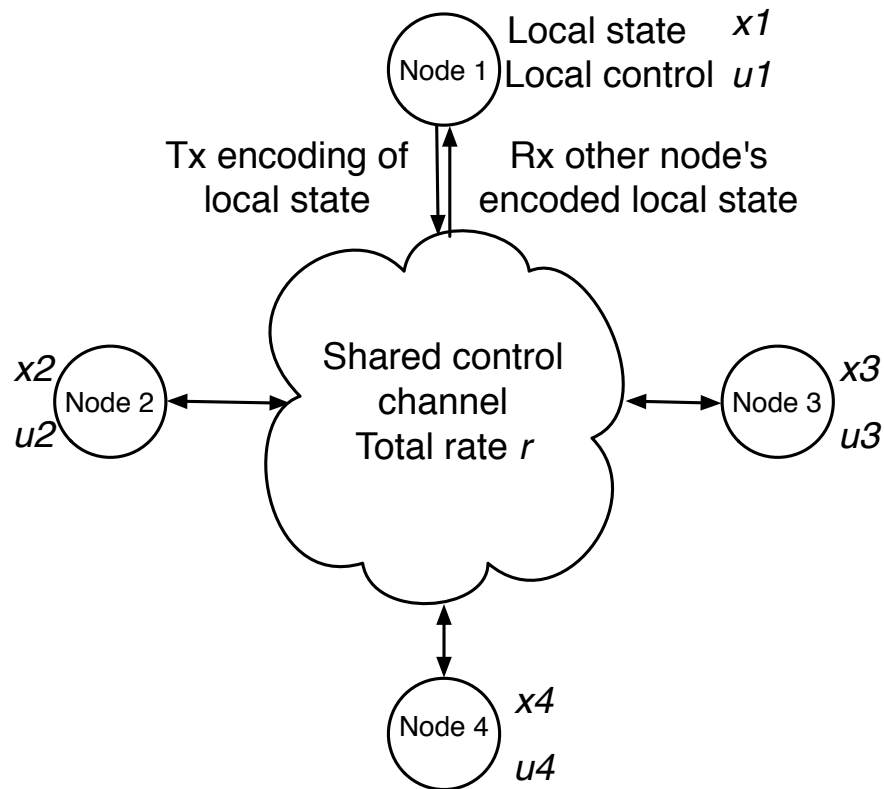 Node 1
Local state x1
Local control u1
Tx encoding of
local state
Rx other node's
encoded local state
Shared control
channel
Total rate r
x2
Node 2
u2
Node 3
x3
u3
Node 4
x4
u4